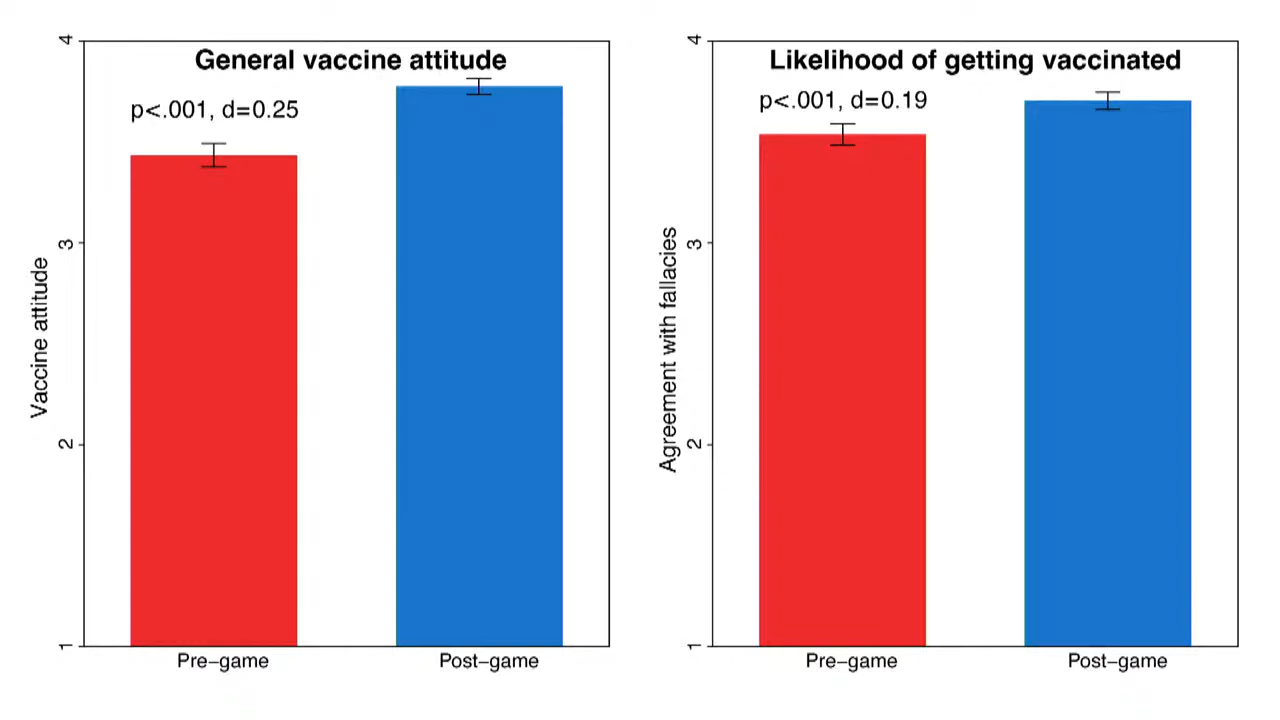 General vaccine attitude
p<.001, d=0.25
Vaccine attitude
4
3
2
1
Pre−game
Post−game
Likelihood of getting vaccinated
p<.001, d=0.19
Agreement with fallacies
4
3
2
1
Pre−game
Post−game